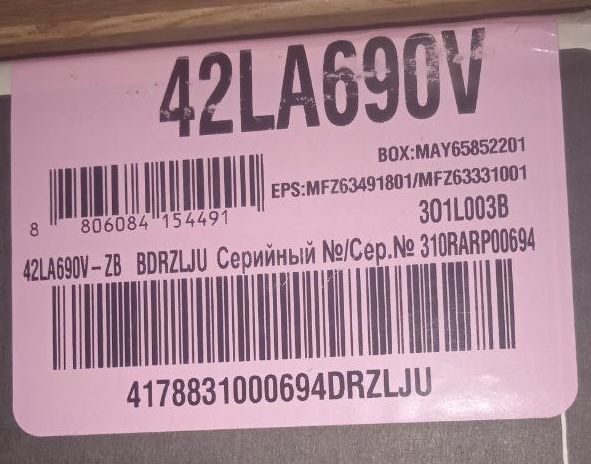 42LA690V
BOX:MAY65852201
EPS:MFZ63491801/MFZ63331001
8 806084 154491
301L003B
42LA690V-ZB BDRZLJU Серийный №/Сер.№ 310RARP00694
4178831000694DRZLJU